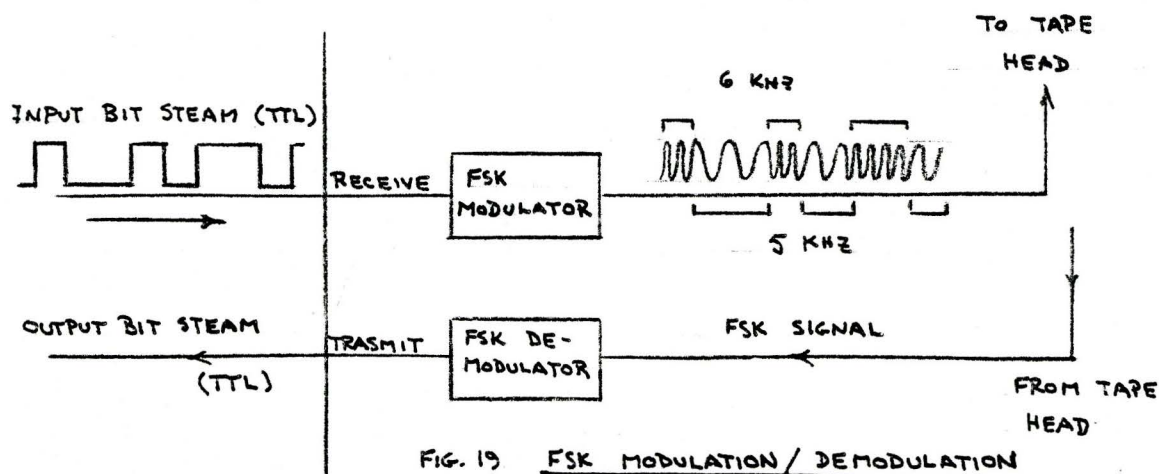 TO TAPE
HEAD
6 KHZ
INPUT BIT STEAM (TTL)
RECEIVE
FSK
MODULATOR
5 KHZ
OUTPUT BIT STEAM
(TTL)
TRASMIT
FSK DE-
MODULATOR
FSK SIGNAL
FROM TAPE
HEAD
FIG. 19 FSK MODULATION / DEMODULATION